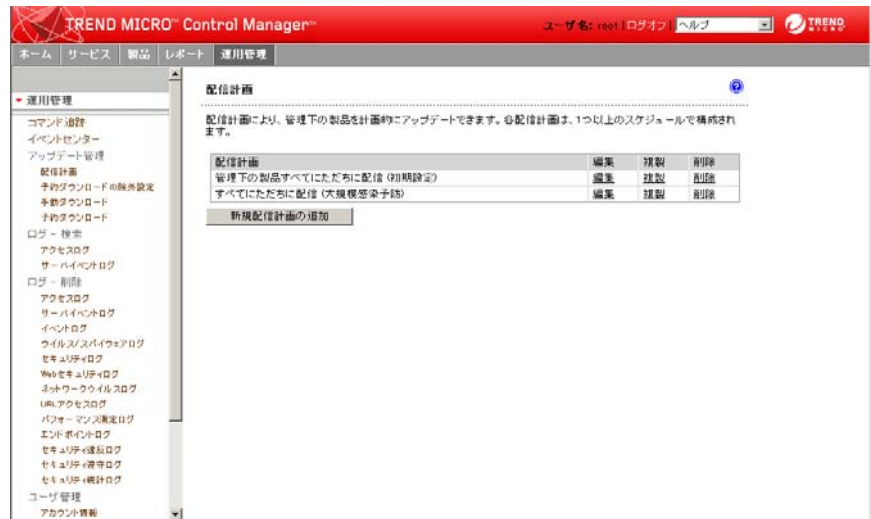 TREND MICRO™ Control Manager™
ユーザ名: root | ログオフ | ヘルプ
TREND MICRO
ホーム サービス 製品 レポート 運用管理
運用管理
コマンド追跡
イベントセンター
アップデート管理
配信計画
予約ダウンロードの除外設定
手動ダウンロード
予約ダウンロード
ログ - 検索
アクセスログ
サーバイベントログ
ログ - 削除
アクセスログ
サーバイベントログ
イベントログ
ウイルス/スパイウェアログ
セキュリティログ
Webセキュリティログ
ネットワークウイルスログ
URLアクセスログ
パフォーマンス測定ログ
エンドポイントログ
セキュリティ違反ログ
セキュリティ遵守ログ
セキュリティ統計ログ
ユーザ管理
アカウント情報
配信計画
配信計画により、管理下の製品を計画的にアップデートできます。各配信計画は、1つ以上のスケジュールで構成され
ます。
配信計画 編集 複製 削除
管理下の製品すべてにただちに配信 (初期設定) 編集 複製 削除
すべてにただちに配信 (大規模感染予防) 編集 複製 削除
新規配信計画の追加